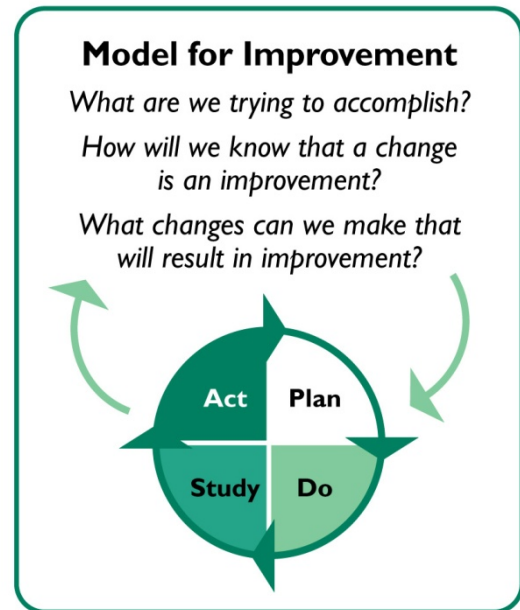 Model for Improvement
What are we trying to accomplish?
How will we know that a change
is an improvement?
What changes can we make that
will result in improvement?
Act
Plan
Study
Do